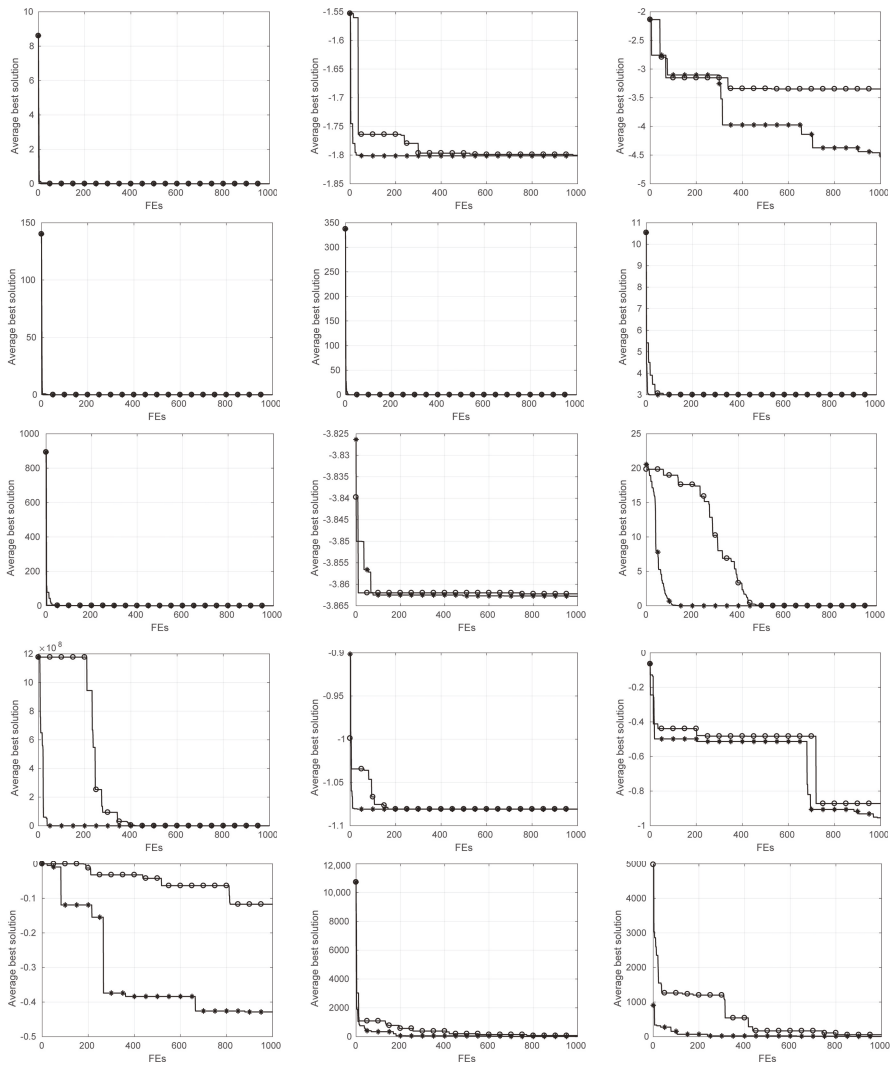 Average best solution
10
8
6
4
2
0
0 200 400 600 800 1000
FEs
Average best solution
-1.55
-1.6
-1.65
-1.7
-1.75
-1.8
-1.85
0 200 400 600 800 1000
FEs
Average best solution
-2
-2.5
-3
-3.5
-4
-4.5
-5
0 200 400 600 800 1000
FEs
Average best solution
150
100
50
0
0 200 400 600 800 1000
FEs
Average best solution
350
300
250
200
150
100
50
0
0 200 400 600 800 1000
FEs
Average best solution
11
10
9
8
7
6
5
4
3
0 200 400 600 800 1000
FEs
Average best solution
1000
800
600
400
200
0
0 200 400 600 800 1000
FEs
Average best solution
-3.825
-3.83
-3.835
-3.84
-3.845
-3.85
-3.855
-3.86
-3.865
0 200 400 600 800 1000
FEs
Average best solution
25
20
15
10
5
0
0 200 400 600 800 1000
FEs
Average best solution
×10 8
12
10
8
6
4
2
0
0 200 400 600 800 1000
FEs
Average best solution
-0.9
-0.95
-1
-1.05
-1.1
0 200 400 600 800 1000
FEs
Average best solution
0
-0.2
-0.4
-0.6
-0.8
-1
0 200 400 600 800 1000
FEs
Average best solution
0
-0.1
-0.2
-0.3
-0.4
-0.5
0 200 400 600 800 1000
FEs
Average best solution
12,000
10000
8000
6000
4000
2000
0
0 200 400 600 800 1000
FEs
Average best solution
5000
4000
3000
2000
1000
0
0 200 400 600 800 1000
FEs